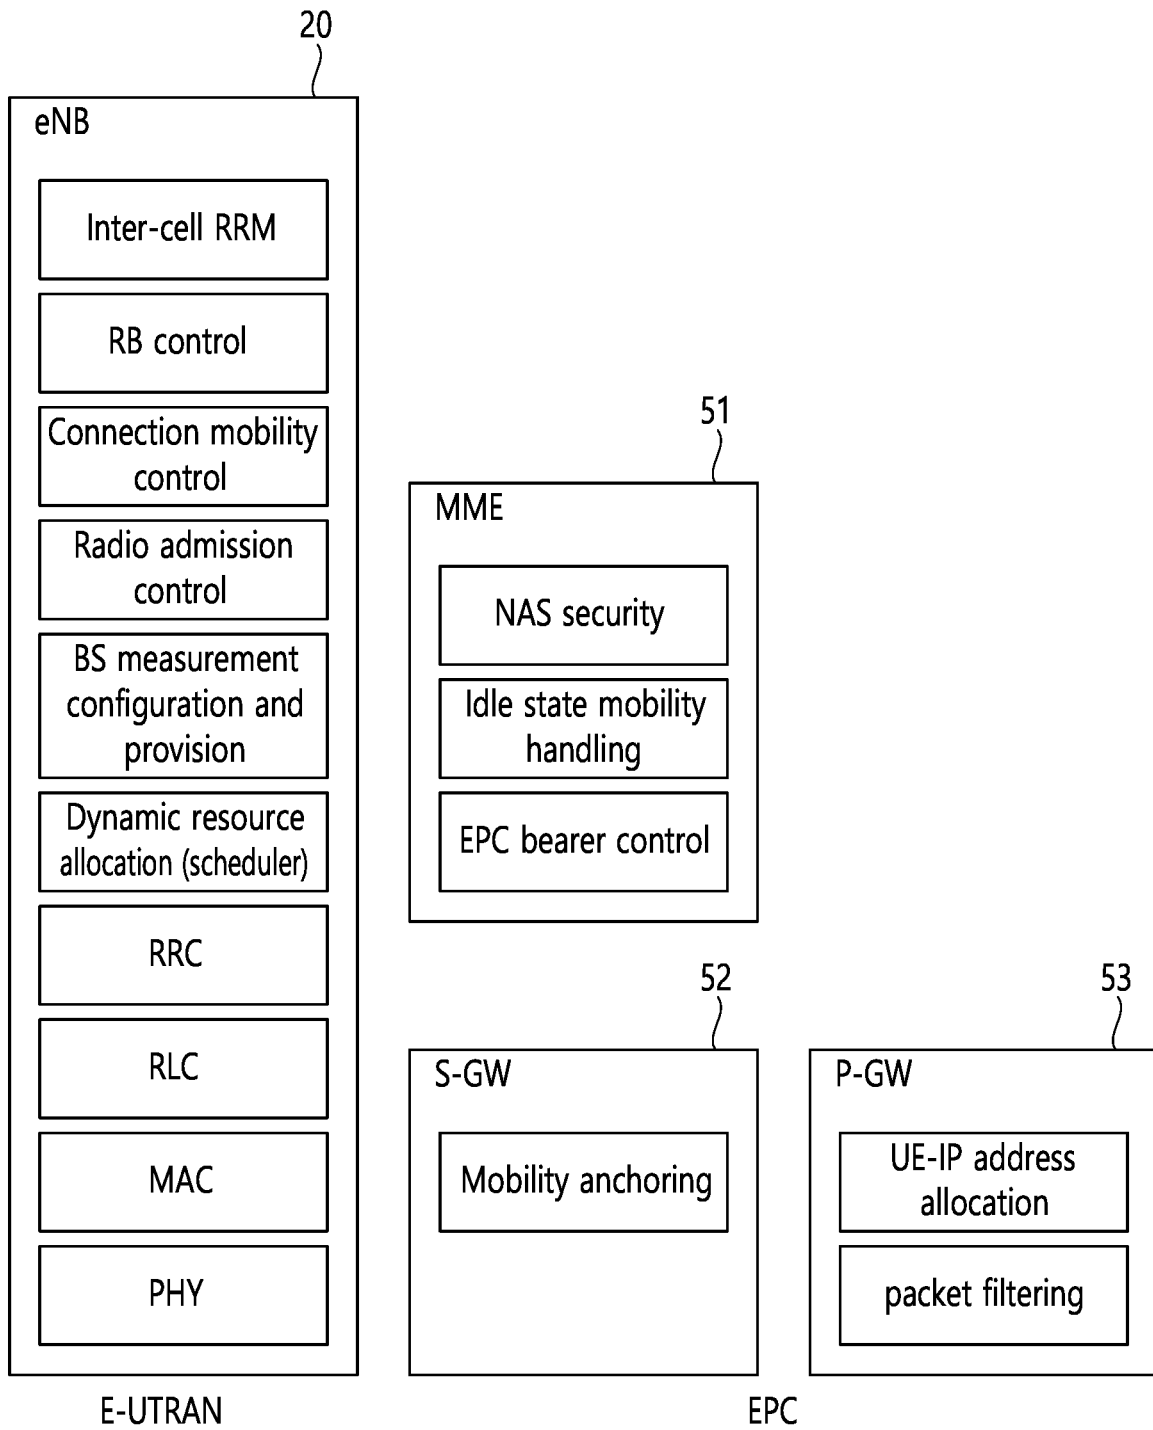 20
eNB
Inter-cell RRM
RB control
Connection mobility
control
Radio admission
control
BS measurement
configuration and
provision
Dynamic resource
allocation (scheduler)
RRC
RLC
MAC
PHY
E-UTRAN
51
MME
NAS security
Idle state mobility
handling
EPC bearer control
52
S-GW
Mobility anchoring
53
P-GW
UE-IP address
allocation
packet filtering
EPC